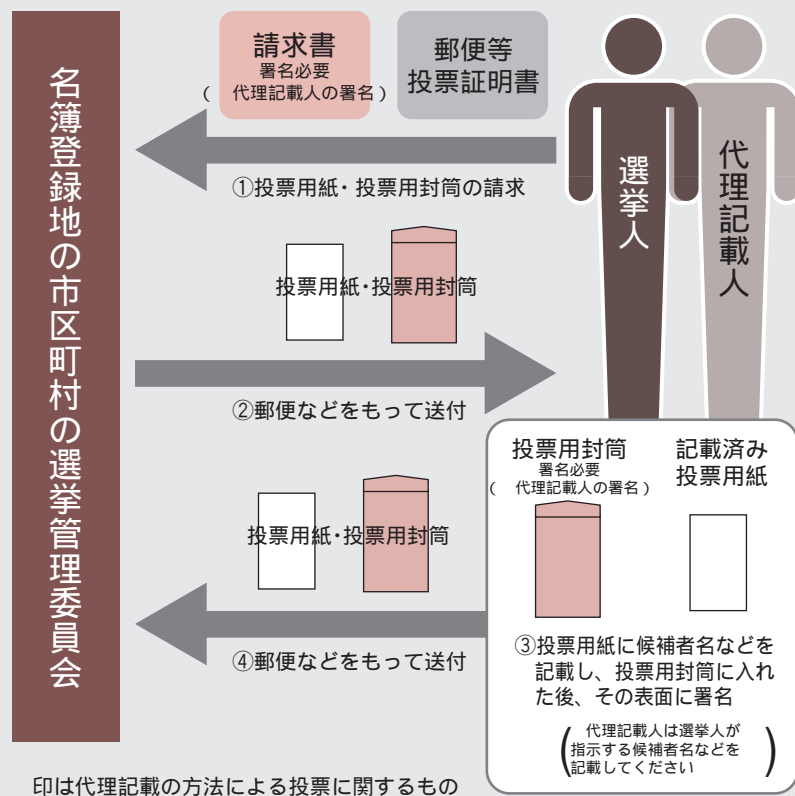 名簿登録地の市区町村の選挙管理委員会
請求書
署名必要
( 代理記載人の署名)
郵便等
投票証明書
選挙人
代理記載人
①投票用紙・投票用封筒の請求
投票用紙・投票用封筒
②郵便などをもって送付
投票用封筒
署名必要
( 代理記載人の署名)
記載済み
投票用紙
③投票用紙に候補者名などを
記載し、投票用封筒に入れ
た後、その表面に署名
( 代理記載人は選挙人が
指示する候補者名などを
記載してください )
投票用紙・投票用封筒
④郵便などをもって送付
印は代理記載の方法による投票に関するもの